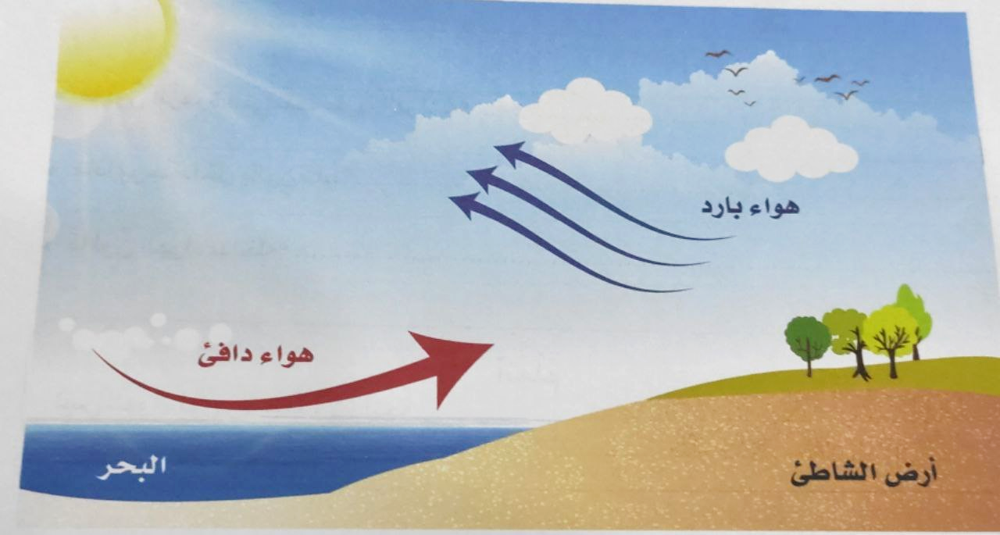 هواء بارد
هواء دافئ
البحر
أرض الشاطئ